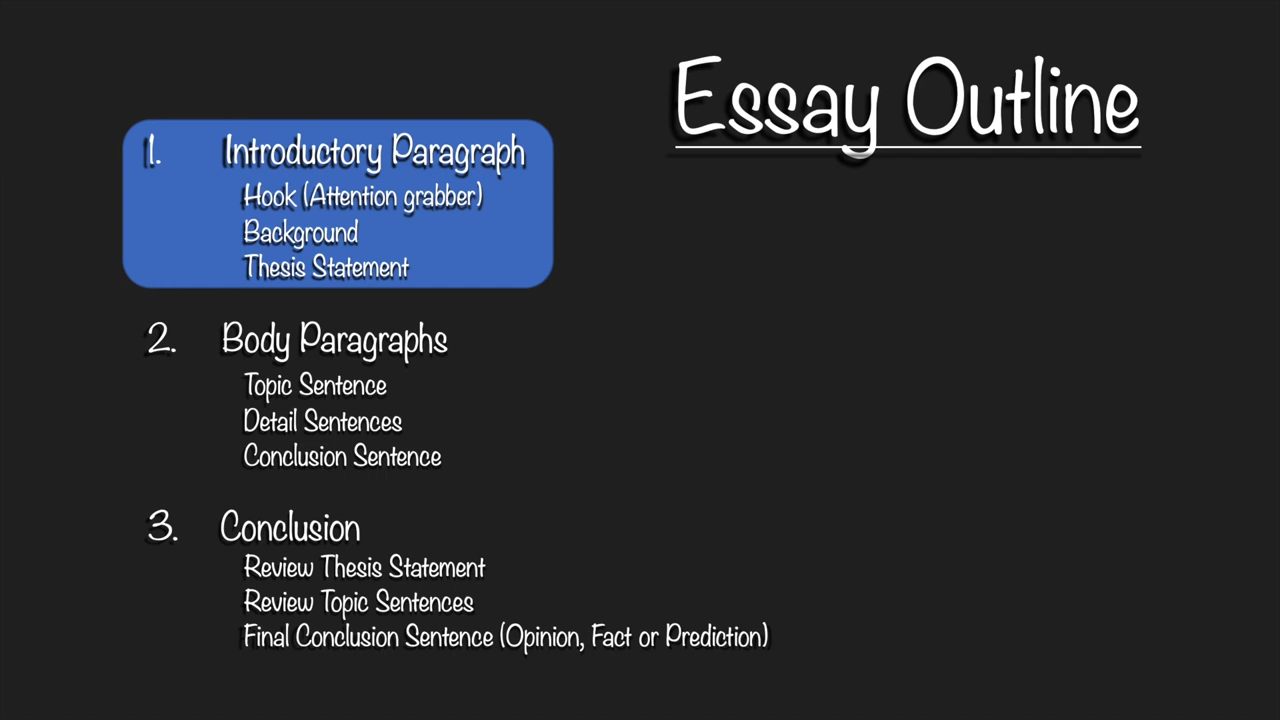 Essay Outline
1. Introductory Paragraph
Hook (Attention grabber)
Background
Thesis Statement
2. Body Paragraphs
Topic Sentence
Detail Sentences
Conclusion Sentence
3. Conclusion
Review Thesis Statement
Review Topic Sentences
Final Conclusion Sentence (Opinion, Fact or Prediction)